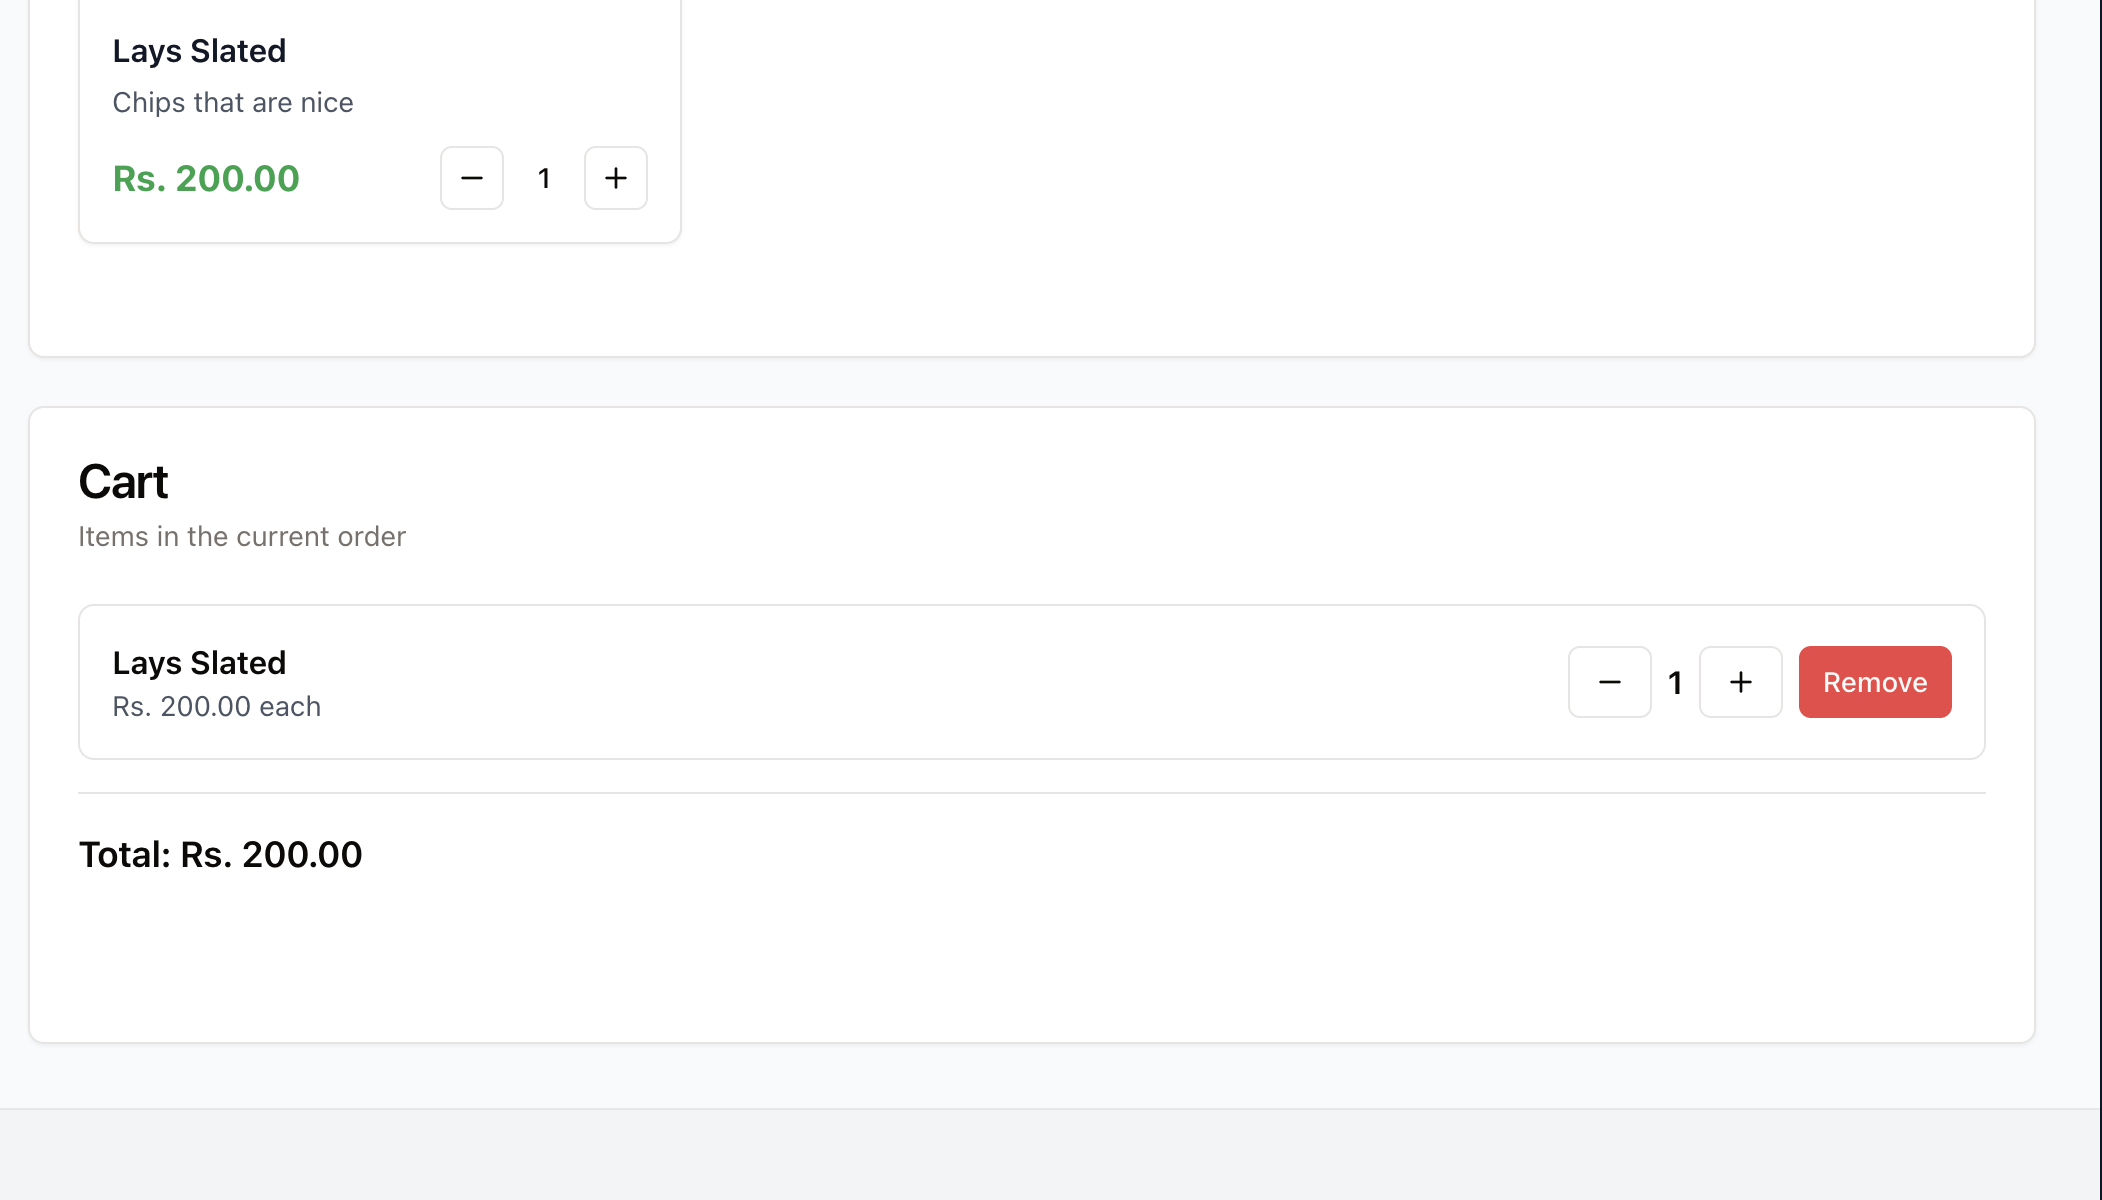 Lays Slated
Chips that are nice
Rs. 200.00 − 1 +
Cart
Items in the current order
Lays Slated
Rs. 200.00 each
− 1 + Remove
Total: Rs. 200.00